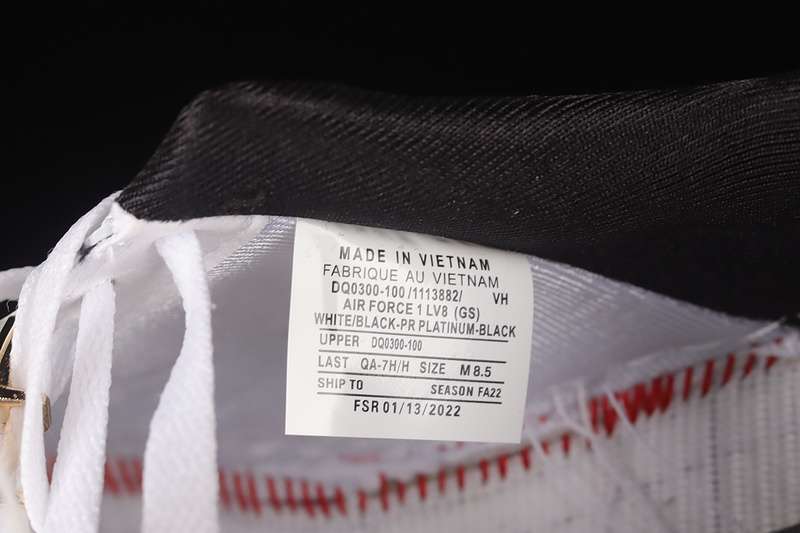 MADE IN VIETNAM
FABRIQUE AU VIETNAM
DQ0300-100/1113882/ VH
AIR FORCE 1 LV8 (GS)
WHITE/BLACK-PR PLATINUM-BLACK
UPPER DQ0300-100
LAST QA-7H/H SIZE M 8.5
SHIP TO SEASON FA22
FSR 01/13/2022